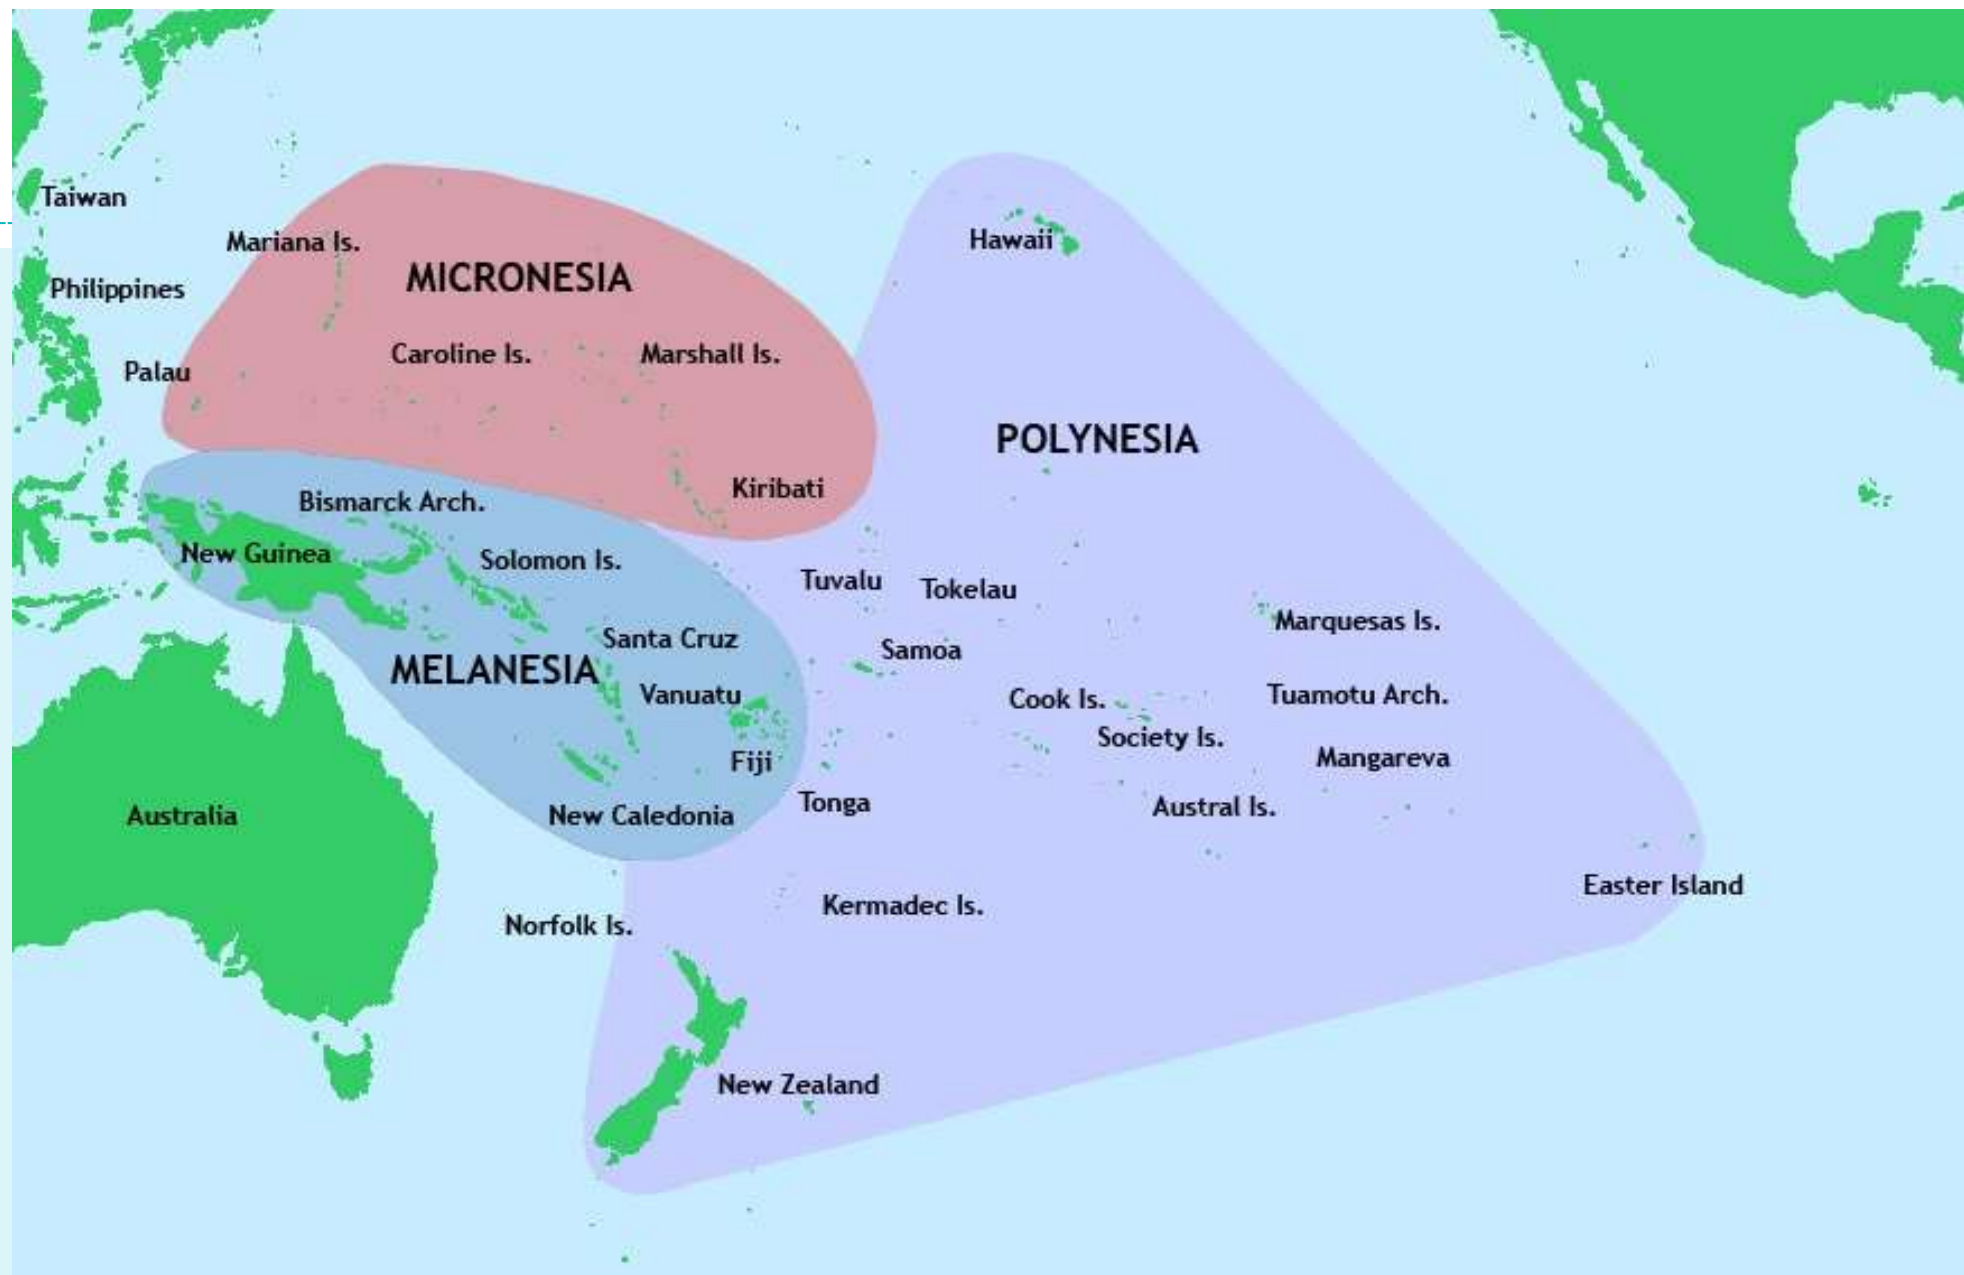 Taiwan
Hawaii
Mariana Is.
MICRONESIA
Philippines
Caroline Is.
Marshall Is.
Palau
POLYNESIA
Kiribati
Bismarck Arch.
New Guinea
Solomon Is.
Tuvalu
Tokelau
Marquesas Is.
Santa Cruz
Samoa
MELANESIA
Vanuatu
Cook Is.
Tuamotu Arch.
Society Is.
Fiji
Mangareva
Tonga
Austral Is.
Australia
New Caledonia
Easter Island
Kermadec Is.
Norfolk Is.
New Zealand